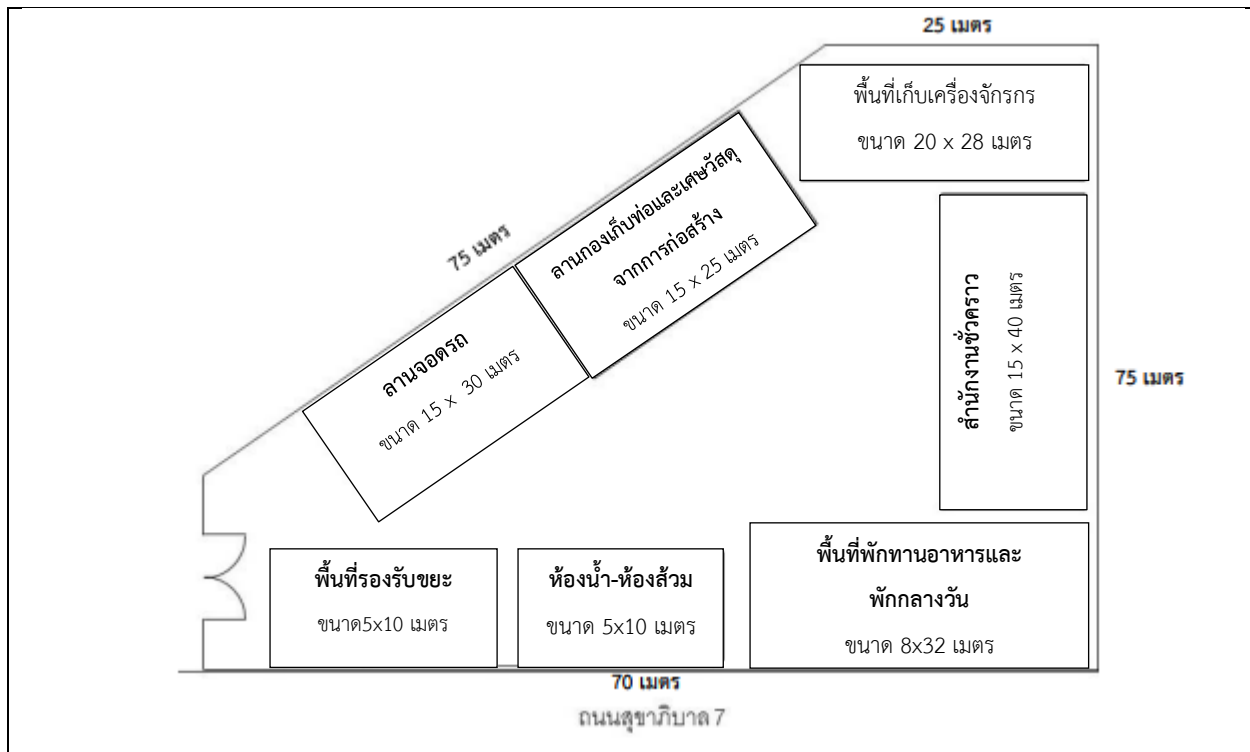 25 เมตร
พื้นที่เก็บเครื่องจักรกร
ขนาด 20 x 28 เมตร
75 เมตร
ลานกองเก็บท่อและเศษวัสดุ
จากการก่อสร้าง
ขนาด 15 x 25 เมตร
ลานจอดรถ
ขนาด 15 x 30 เมตร
สำนักงานชั่วคราว
ขนาด 15 x 40 เมตร
75 เมตร
พื้นที่รองรับขยะ
ขนาด5x10 เมตร
ห้องน้ำ-ห้องส้วม
ขนาด 5x10 เมตร
พื้นที่พักทานอาหารและ
พักกลางวัน
ขนาด 8x32 เมตร
70 เมตร
ถนนสุขาภิบาล 7